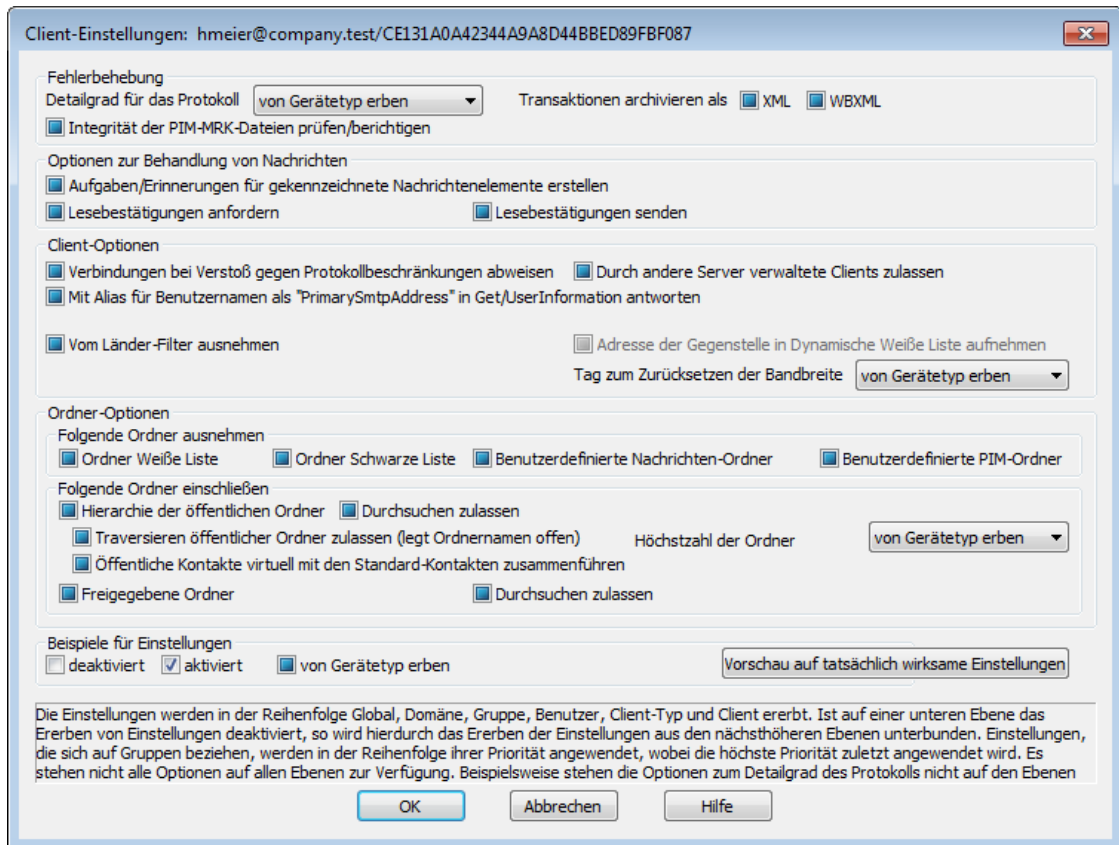 Client-Einstellungen: hmeier@company.test/CE131A0A42344A9A8D44BBED89FBF087
Fehlerbehebung
Detailgrad für das Protokoll von Gerätetyp erben Transaktionen archivieren als XML WBXML
Integrität der PIM-MRK-Dateien prüfen/berichtigen
Optionen zur Behandlung von Nachrichten
Aufgaben/Erinnerungen für gekennzeichnete Nachrichtenelemente erstellen
Lesebestätigungen anfordern Lesebestätigungen senden
Client-Optionen
Verbindungen bei Verstoß gegen Protokollbeschränkungen abweisen Durch andere Server verwaltete Clients zulassen
Mit Alias für Benutzernamen als "PrimarySmtpAddress" in Get/UserInformation antworten
Vom Länder-Filter ausnehmen Adresse der Gegenstelle in Dynamische Weiße Liste aufnehmen
Tag zum Zurücksetzen der Bandbreite von Gerätetyp erben
Ordner-Optionen
Folgende Ordner ausnehmen
Ordner Weiße Liste Ordner Schwarze Liste Benutzerdefinierte Nachrichten-Ordner Benutzerdefinierte PIM-Ordner
Folgende Ordner einschließen
Hierarchie der öffentlichen Ordner Durchsuchen zulassen
Traversieren öffentlicher Ordner zulassen (legt Ordnernamen offen) Höchstzahl der Ordner von Gerätetyp erben
Öffentliche Kontakte virtuell mit den Standard-Kontakten zusammenführen
Freigegebene Ordner Durchsuchen zulassen
Beispiele für Einstellungen
deaktiviert aktiviert von Gerätetyp erben Vorschau auf tatsächlich wirksame Einstellungen
Die Einstellungen werden in der Reihenfolge Global, Domäne, Gruppe, Benutzer, Client-Typ und Client ererbt. Ist auf einer unteren Ebene das
Ererben von Einstellungen deaktiviert, so wird hierdurch das Ererben der Einstellungen aus den nächsthöheren Ebenen unterbunden. Einstellungen,
die sich auf Gruppen beziehen, werden in der Reihenfolge ihrer Priorität angewendet, wobei die höchste Priorität zuletzt angewendet wird. Es
stehen nicht alle Optionen auf allen Ebenen zur Verfügung. Beispielsweise stehen die Optionen zum Detailgrad des Protokolls nicht auf den Ebenen
OK Abbrechen Hilfe